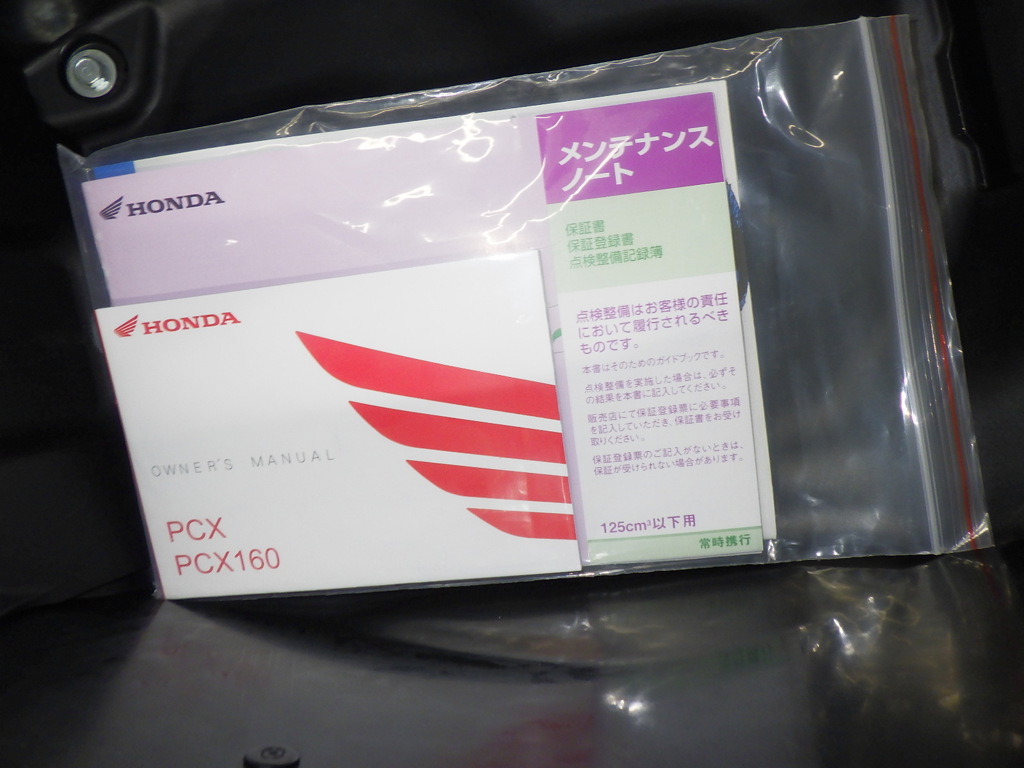 HONDA
メンテナンス
ノート
保証書
保証登録書
点検整備記録簿
点検整備はお客様の責任
において履行されるべき
ものです。
本書はそのためのガイドブックです。
点検整備を実施した場合は、必ずそ
の結果を本書に記入してください。
販売店にて保証登録票に必要事項
を記入していただき、保証書をお受け
取りください。
保証登録票のご記入がないときは、
保証が受けられない場合があります。
125cm³以下用
常時携行
HONDA
OWNER'S MANUAL
PCX
PCX160